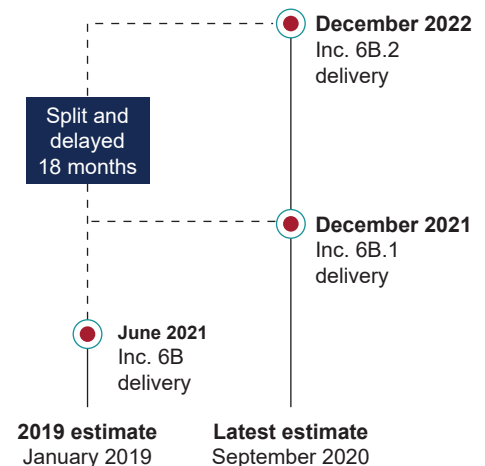 December 2022
Inc. 6B.2
delivery
Split and
delayed
18 months
December 2021
Inc. 6B.1
delivery
June 2021
Inc. 6B
delivery
2019 estimate
January 2019
Latest estimate
September 2020